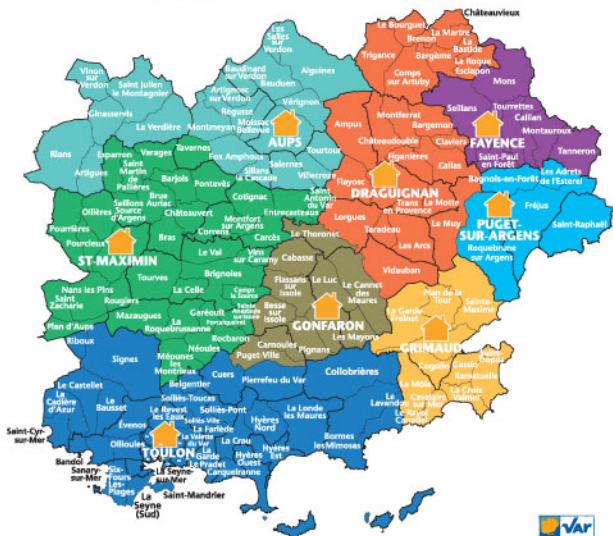 Châteauvieux
Le Bourguet
La Martre
Brenon
La Bastide
Trigance
Bargème
La Roque
Esclapon
Comps sur Artuby
Les Salles sur Verdon
Baudinard sur Verdon
Aiguines
Bauduen
Artignosc sur Verdon
Vérignon
Régusse
Moissac Bellevue
Montmeyan
AUPS
Fox Amphoux
Tourtour
Salernes
Sillans La Cascade
Villecroze
Vinon sur Verdon
Saint Julien le Montagnier
Ginasservis
La Verdière
Rians
Artigues
Mons
Seillans
Tourrettes
Callian
Montauroux
FAYENCE
Tanneron
Saint-Paul en Forêt
Ampus
Montferrat
Bargemon
Châteaudouble
Claviers
Figanières
Callas
Flayosc
DRAGUIGNAN
Trans en Provence
La Motte
Lorgues
Le Muy
Taradeau
Les Arcs
Vidauban
Bagnols-en-Forêt
Les Adrets de l'Esterel
Fréjus
PUGET-SUR-ARGENS
Saint-Raphaël
Roquebrune sur Argens
Esparron
Varages
Tavernes
Saint Martin de Pallières
Barjols
Pontevès
Brue Auriac
Seillons Source d'Argens
Cotignac
Saint Antonin du Var
Ollières
Châteauvert
Montfort sur Argens
Entrecasteaux
Pourrières
Correns
Pourcieux
Bras
Carcès
ST-MAXIMIN
Le Val
Vins sur Caramy
Tourves
Brignoles
Nans les Pins
La Celle
Camps la Source
Saint Zacharie
Rougiers
Sainte Anastasie sur Issole
Garéoult
Forcalqueiret
Mazaugues
La Roquebrussanne
Plan d'Aups
Rocbaron
Néoules
Méounes les Montrieux
Le Thoronet
Cabasse
Flassans sur Issole
Le Luc
Le Cannet des Maures
Besse sur Issole
GONFARON
Les Mayons
Carnoules
Pignans
Puget-Ville
Plan de la Tour
Sainte-Maxime
La Garde Freinet
GRIMAUD
Cogolin
Gassin
Ramatuelle
La Môle
La Croix Valmer
Cavalaire sur Mer
Le Rayol Canadel
Riboux
Signes
Cuers
Pierrefeu du Var
Collobrières
Belgentier
Le Castellet
Solliès-Toucas
La Cadière d'Azur
Le Beausset
Le Revest les Eaux
Solliès-Pont
Solliès-Ville
La Londe les Maures
Le Lavandou
Évenos
La Farlède
Hyères Nord
La Valette du Var
Saint-Cyr-sur-Mer
Ollioules
TOULON
La Crau
Bormes les Mimosas
La Garde
Hyères Est
Bandol
Le Pradet
Hyères Ouest
Sanary-sur-Mer
Six-Fours Les-Plages
La Seyne-sur-Mer
Carqueiranne
Saint-Mandrier
La Seyne (Sud)
VAR